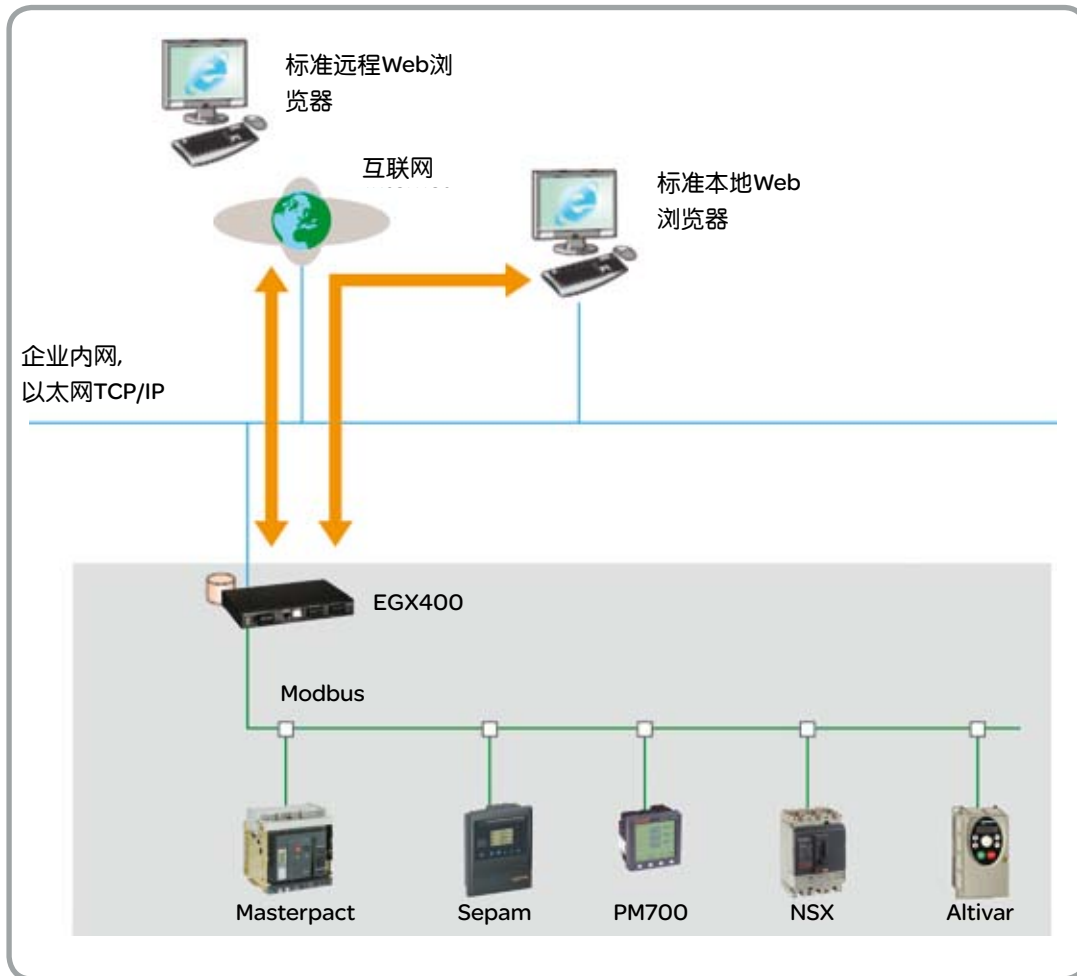 标准远程Web浏
览器
互联网
标准本地Web
浏览器
企业内网,
以太网TCP/IP
EGX400
Modbus
Masterpact
Sepam
PM700
NSX
Altivar